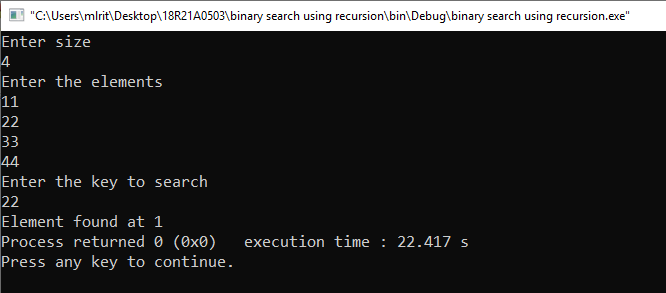 "C:\Users\mlrit\Desktop\18R21A0503\binary search using recursion\bin\Debug\binary search using recursion.exe"
Enter size
4
Enter the elements
11
22
33
44
Enter the key to search
22
Element found at 1
Process returned 0 (0x0)   execution time : 22.417 s
Press any key to continue.